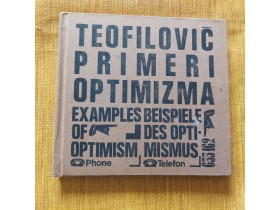 TEOFILOVIĆ
PRIMERI
OPTIMIZMA
EXAMPLES BEISPIELE
OF DES OPTI-
OPTIMISM, MISMUS,
Phone Telefon